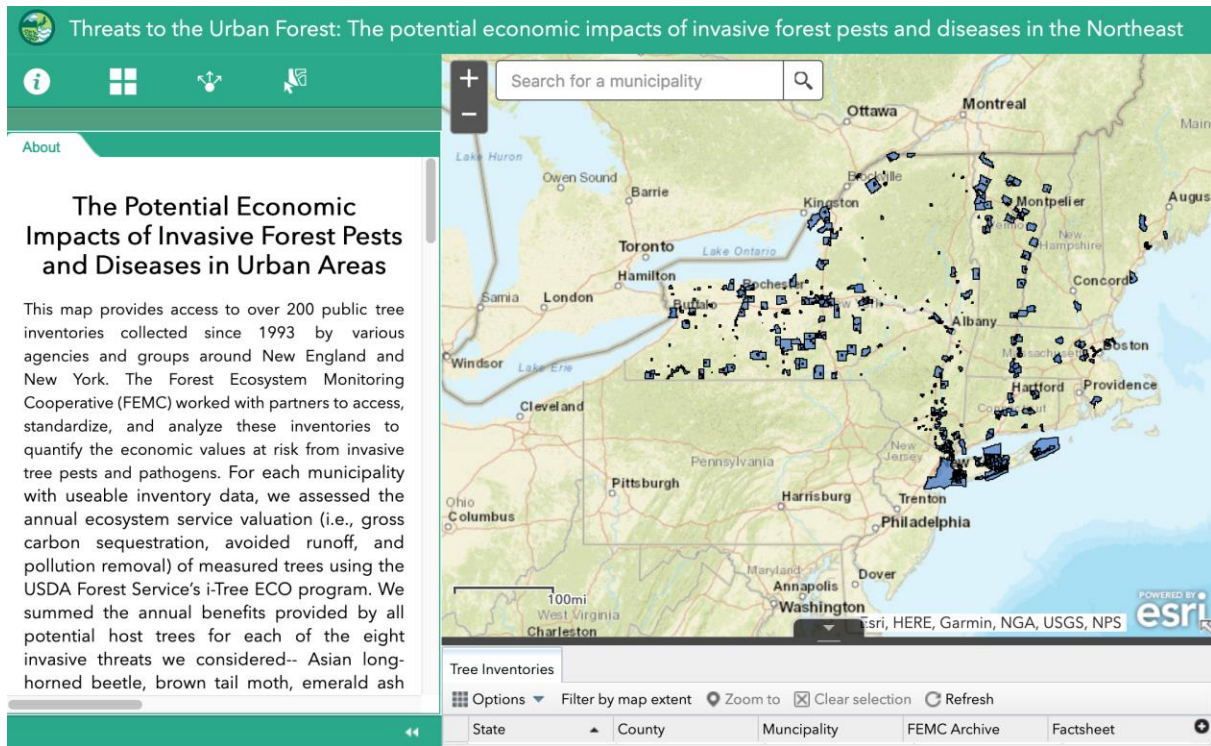 Threats to the Urban Forest: The potential economic impacts of invasive forest pests and diseases in the Northeast
About
The Potential Economic
Impacts of Invasive Forest Pests
and Diseases in Urban Areas
This map provides access to over 200 public tree
inventories collected since 1993 by various
agencies and groups around New England and
New York. The Forest Ecosystem Monitoring
Cooperative (FEMC) worked with partners to access,
standardize, and analyze these inventories to
quantify the economic values at risk from invasive
tree pests and pathogens. For each municipality
with useable inventory data, we assessed the
annual ecosystem service valuation (i.e., gross
carbon sequestration, avoided runoff, and
pollution removal) of measured trees using the
USDA Forest Service's i-Tree ECO program. We
summed the annual benefits provided by all
potential host trees for each of the eight
invasive threats we considered-- Asian long-
horned beetle, brown tail moth, emerald ash
+
Search for a municipality
−
Ottawa
Montreal
Main
Lake Huron
Owen Sound
Brockville
Barrie
Kingston
Montpelier
Augus
New
Hampshire
Toronto
Lake Ontario
Hamilton
Rochester
Concord
Sarnia
London
Buffalo
Albany
Windsor
Lake Erie
Massachusetts
Boston
Hartford
Providence
Cleveland
Connecticut
New
Jersey
Pennsylvania
Pittsburgh
Harrisburg
Trenton
Ohio
Columbus
Philadelphia
Maryland
Dover
Annapolis
100mi
Washington
West Virginia
Charleston
Esri, HERE, Garmin, NGA, USGS, NPS
POWERED BY
esri
Tree Inventories
Options
Filter by map extent
Zoom to
Clear selection
Refresh
State
County
Muncipality
FEMC Archive
Factsheet